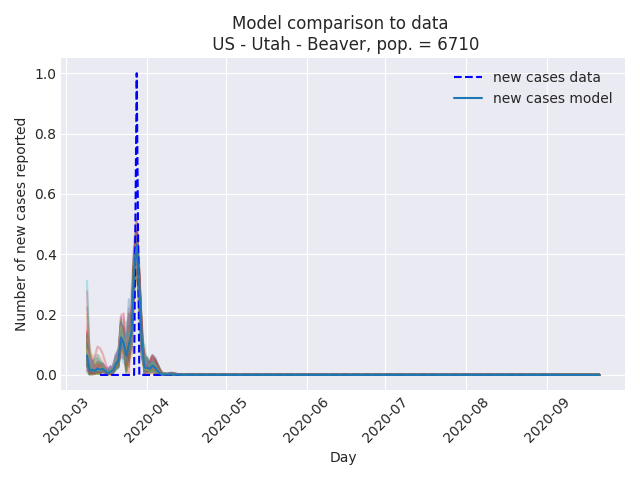 Model comparison to data
US - Utah - Beaver, pop. = 6710
new cases data
new cases model
Number of new cases reported
1.0
0.8
0.6
0.4
0.2
0.0
2020-03
2020-04
2020-05
2020-06
2020-07
2020-08
2020-09
Day